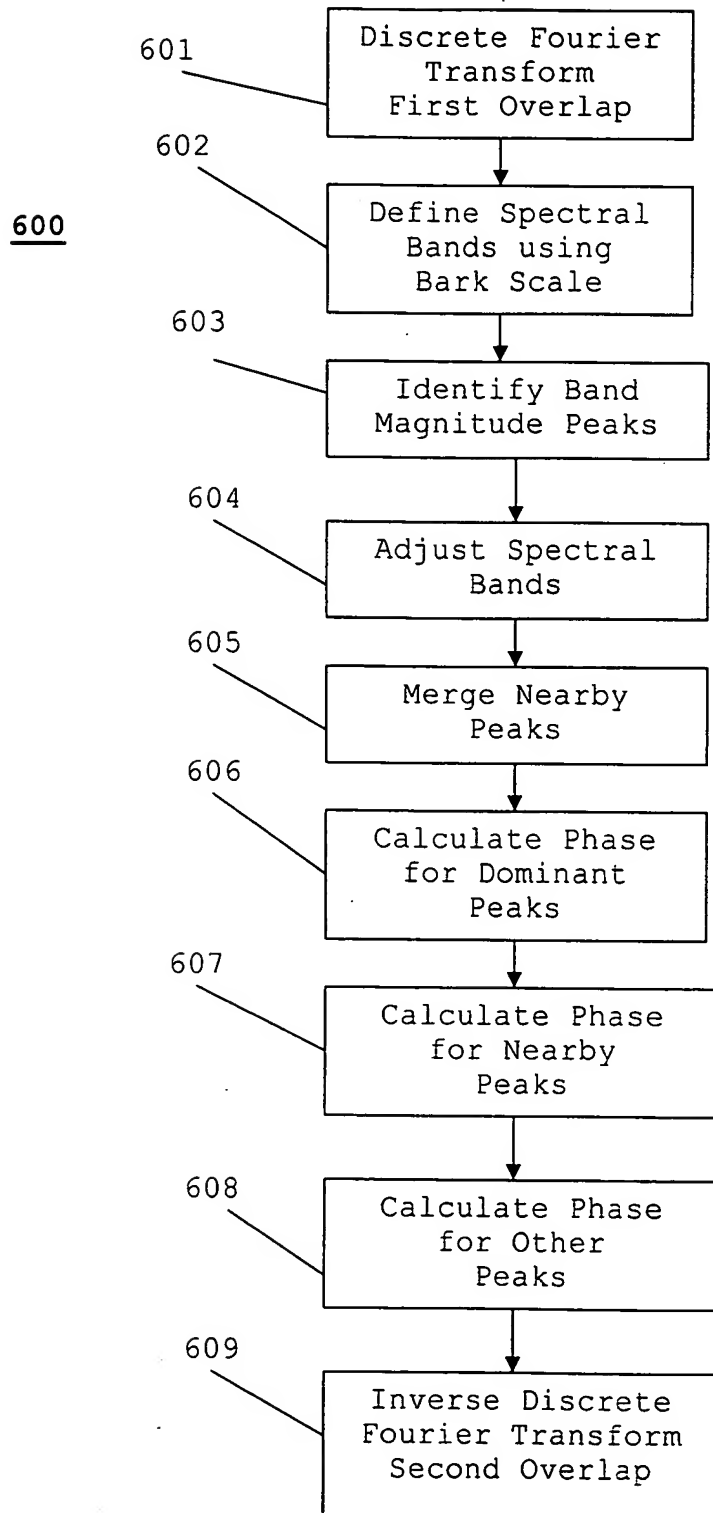 601
Discrete Fourier
Transform
First Overlap
602
600
Define Spectral
Bands using
Bark Scale
603
Identify Band
Magnitude Peaks
604
Adjust Spectral
Bands
605
Merge Nearby
Peaks
606
Calculate Phase
for Dominant
Peaks
607
Calculate Phase
for Nearby
Peaks
608
Calculate Phase
for Other
Peaks
609
Inverse Discrete
Fourier Transform
Second Overlap